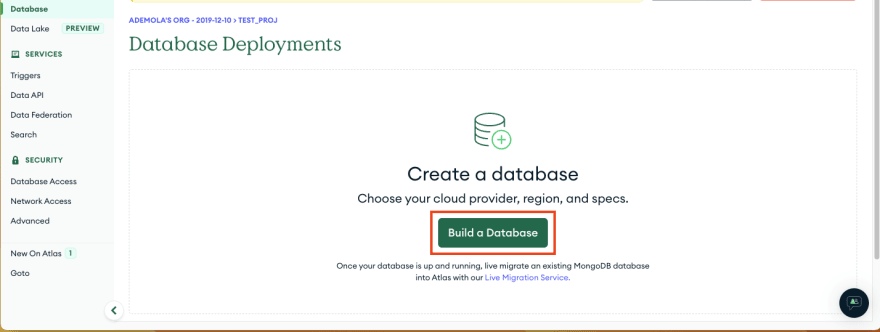 Database
Data Lake PREVIEW
SERVICES
Triggers
Data API
Data Federation
Search
SECURITY
Database Access
Network Access
Advanced
New On Atlas 1
Goto
ADEMOLA'S ORG - 2019-12-10 > TEST_PROJ
Database Deployments
Create a database
Choose your cloud provider, region, and specs.
Build a Database
Once your database is up and running, live migrate an existing MongoDB database
into Atlas with our Live Migration Service.